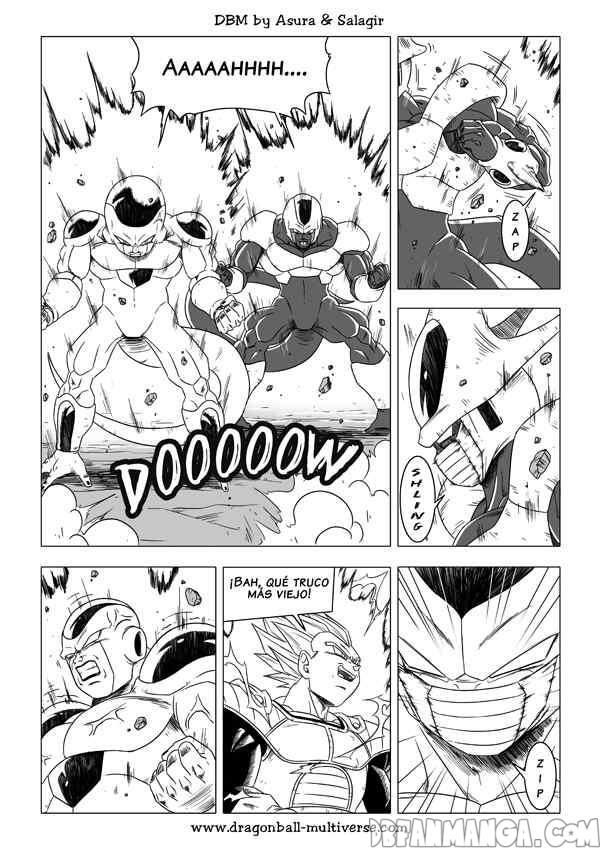 DBM by Asura & Salagir
AAAAAHHHH....
ZAP
DOOOOOOW
SHLING
¡BAH, QUÉ TRUCO
MÁS VIEJO!
ZIP
www.dragonball-multiverse.com
DBFANMANGA.COM